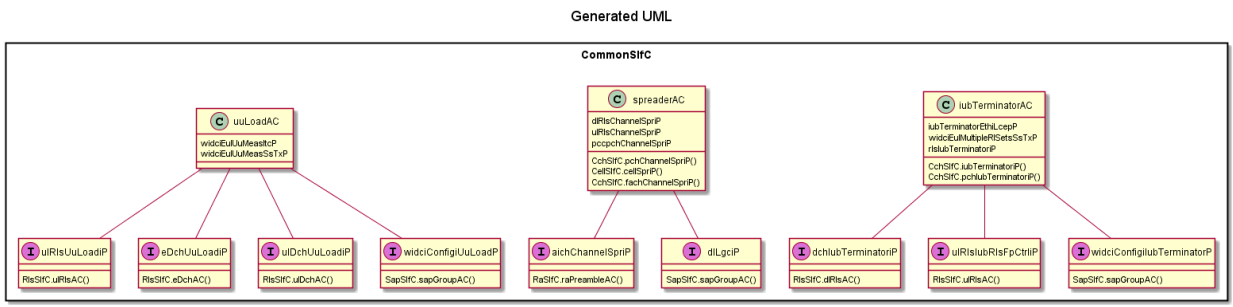 Generated UML
CommonSIfC
C uuLoadAC
widciEulUuMeasItcP
widciEulUuMeasSsTxP
C spreaderAC
dlRlsChannelSpriP
ulRlsChannelSpriP
pccpchChannelSpriP
CchSIfC.pchChannelSpriP()
CellSIfC.cellSpriP()
CchSIfC.fachChannelSpriP()
C iubTerminatorAC
iubTerminatorEthiLcepP
widciEulMultipleRlSetsSsTxP
rlsIubTerminatoriP
CchSIfC.iubTerminatoriP()
CchSIfC.pchIubTerminatoriP()
I ulRlsUuLoadiP
RlsSIfC.ulRlsAC()
I eDchUuLoadiP
RlsSIfC.eDchAC()
I ulDchUuLoadiP
RlsSIfC.ulDchAC()
I widciConfigiUuLoadP
SapSIfC.sapGroupAC()
I aichChannelSpriP
RaSIfC.raPreambleAC()
I dlLgciP
SapSIfC.sapGroupAC()
I dchIubTerminatoriP
RlsSIfC.dlRlsAC()
I ulRlsIubRlsFpCtrliP
RlsSIfC.ulRlsAC()
I widciConfigiIubTerminatorP
SapSIfC.sapGroupAC()